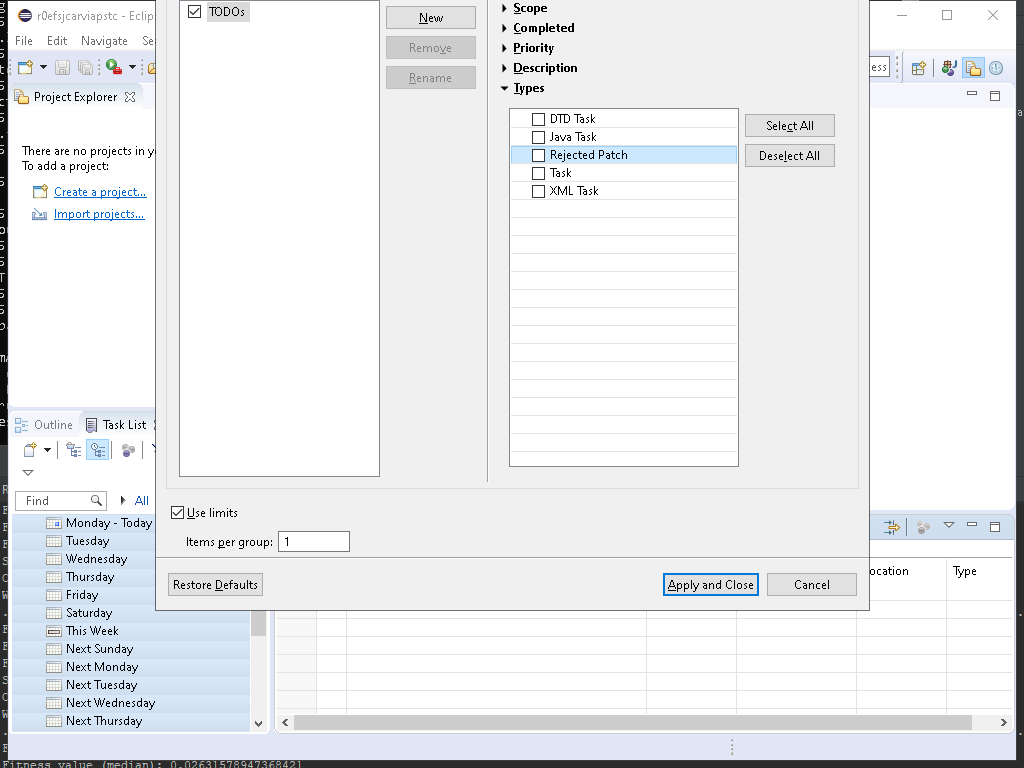 r0efsjcarviapstc - Eclip
File Edit Navigate Se
Project Explorer
There are no projects in y
To add a project:
Create a project...
Import projects...
TODOs
New
Remove
Rename
Scope
Completed
Priority
Description
Types
DTD Task
Java Task
Rejected Patch
Task
XML Task
Select All
Deselect All
ess
Use limits
Items per group: 1
Restore Defaults
Apply and Close
Cancel
Outline
Task List
Find
All
Monday - Today
Tuesday
Wednesday
Thursday
Friday
Saturday
This Week
Next Sunday
Next Monday
Next Tuesday
Next Wednesday
Next Thursday
ocation
Type
Fitness value (median): 0.02631578947368421